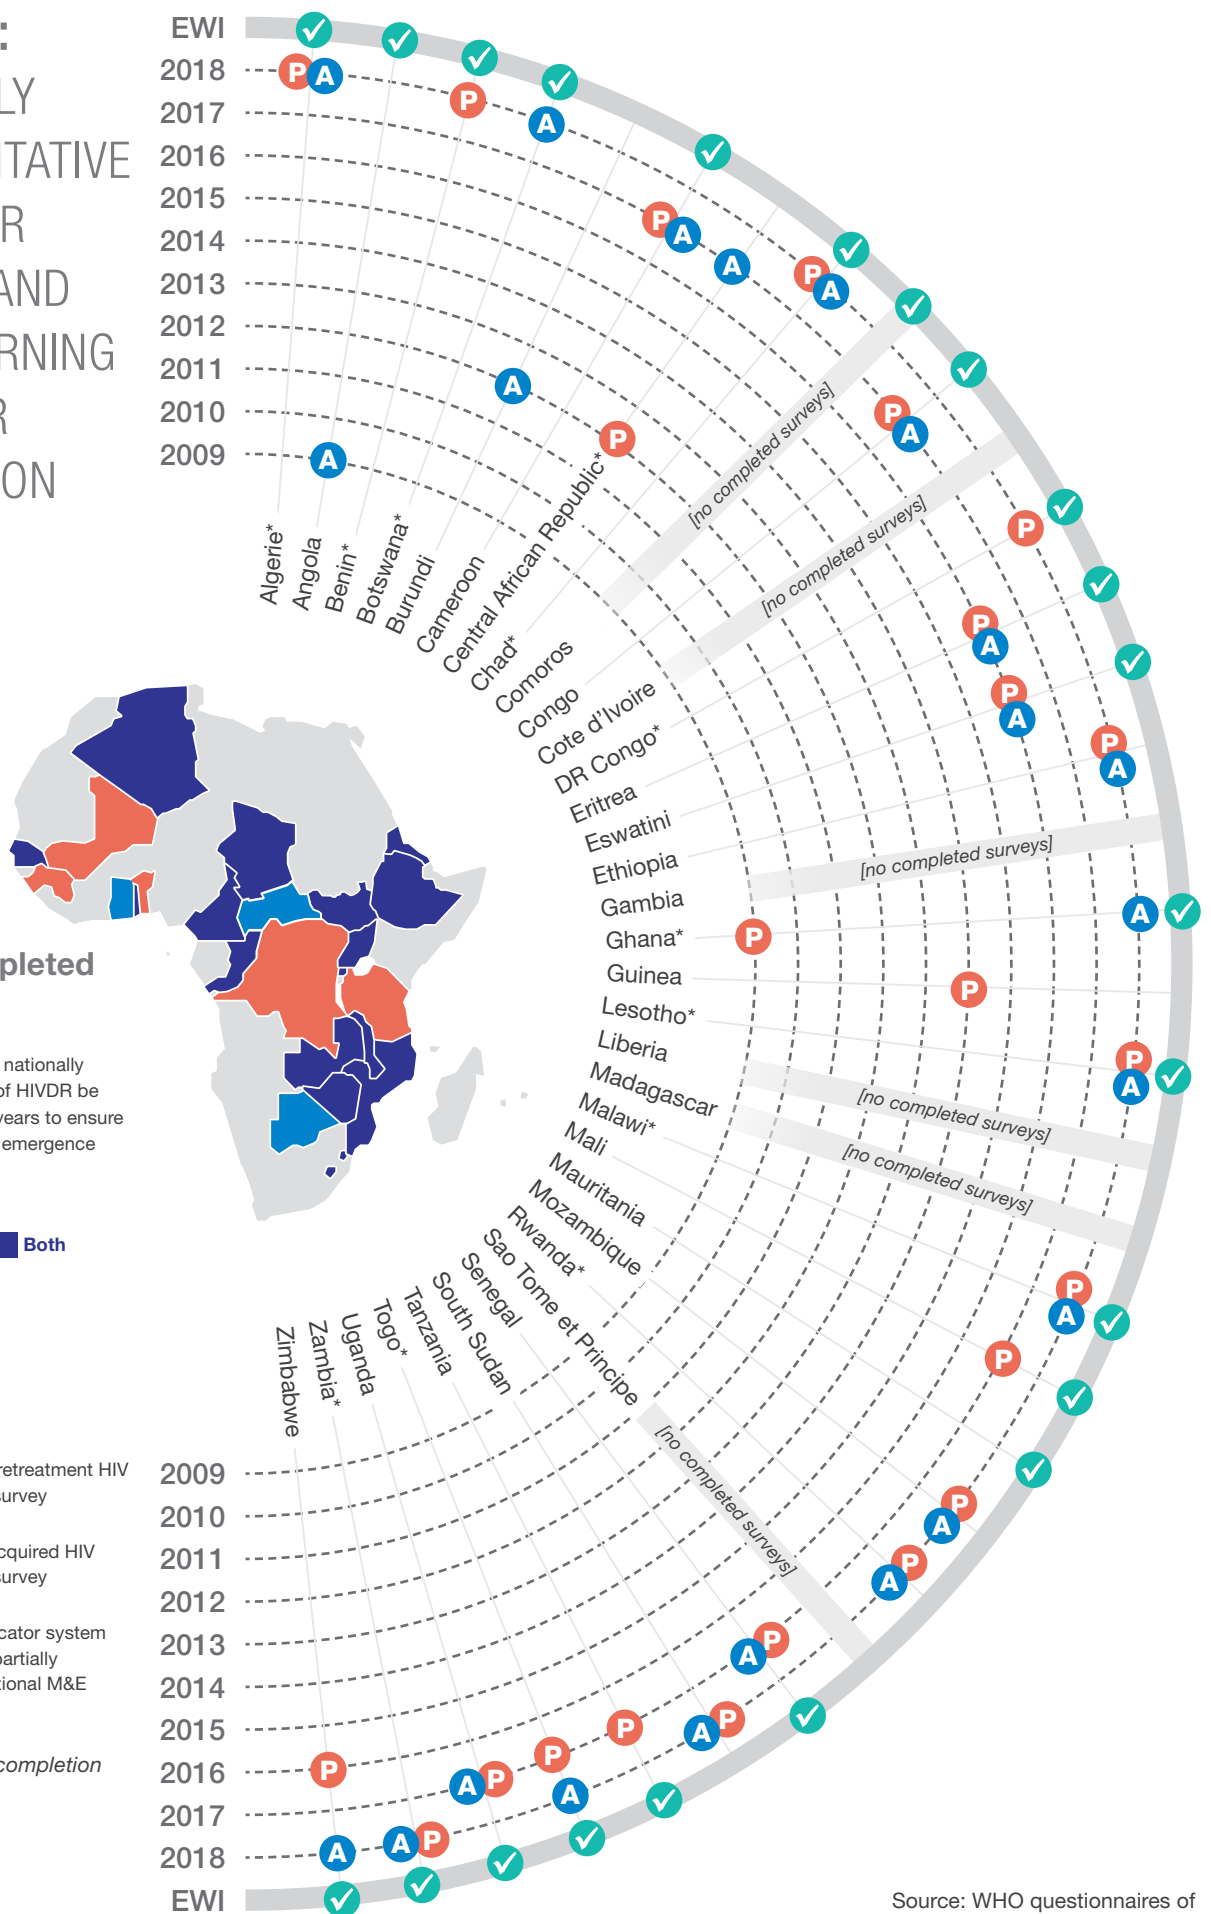 :
LY
ITATIVE
R
AND
RNING
R
ON
EWI
2018
2017
2016
2015
2014
2013
2012
2011
2010
2009
P
A
P
A
P
A
A
P
A
A
P
A
P
A
P
P
A
P
A
P
A
A
P
P
P
A
P
A
P
P
A
P
A
P
A
P
A
P
P
A
P
A
P
A
P
A
Algerie*
Angola
Benin*
Botswana*
Burundi
Cameroon
Central African Republic*
Chad*
Comoros
[no completed surveys]
Congo
Cote d'Ivoire
[no completed surveys]
DR Congo*
Eritrea
Eswatini
Ethiopia
Gambia
[no completed surveys]
Ghana*
Guinea
Lesotho*
Liberia
[no completed surveys]
Madagascar
[no completed surveys]
Malawi*
Mali
Mauritania
Mozambique
Rwanda*
Sao Tome et Principe
[no completed surveys]
Senegal
South Sudan
Tanzania
Togo*
Uganda
Zambia*
Zimbabwe
pleted
nationally
of HIVDR be
years to ensure
emergence
Both
retreatment HIV
survey
cquired HIV
survey
icator system
partially
tional M&E
completion
2009
2010
2011
2012
2013
2014
2015
2016
2017
2018
EWI
Source: WHO questionnaires of